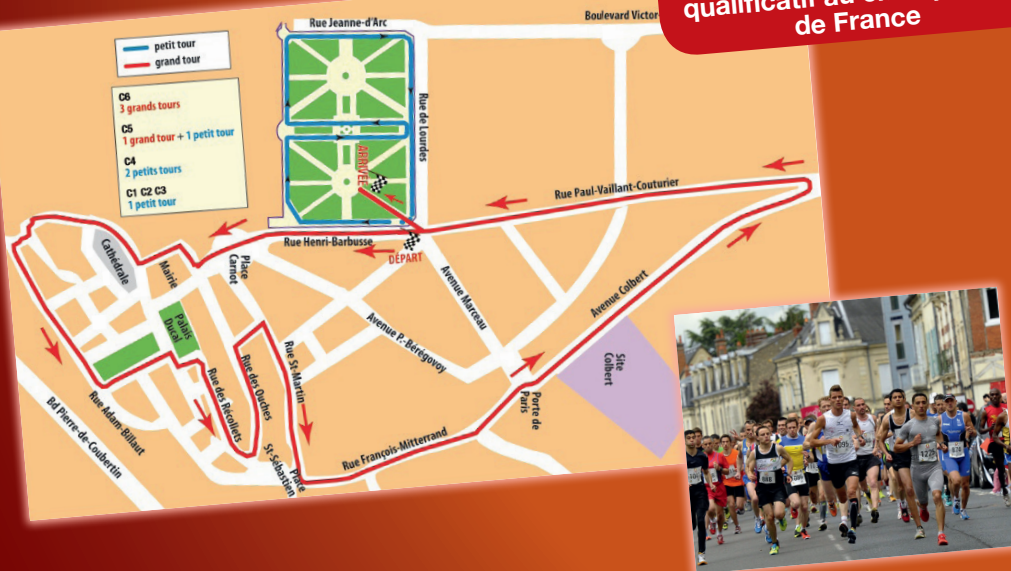 qualificatif au
de France
Rue Jeanne-d'Arc
Boulevard Victor
petit tour
grand tour
C6
3 grands tours
C5
1 grand tour + 1 petit tour
C4
2 petits tours
C1 C2 C3
1 petit tour
Rue de Lourdes
ARRIVÉE
Rue Paul-Vaillant-Couturier
Rue Henri-Barbusse
DÉPART
Cathédrale
Mairie
Place
Carnot
Palais
Ducal
Avenue Marceau
Avenue Colbert
Avenue P.-Bérégovoy
Site
Colbert
Rue St-Martin
Rue des Ouches
Rue des Récollets
Porte de
Paris
Rue Adam-Billaut
Bd Pierre-de-Coubertin
Rue François-Mitterrand
Place
St-Sébastien
1095
1279